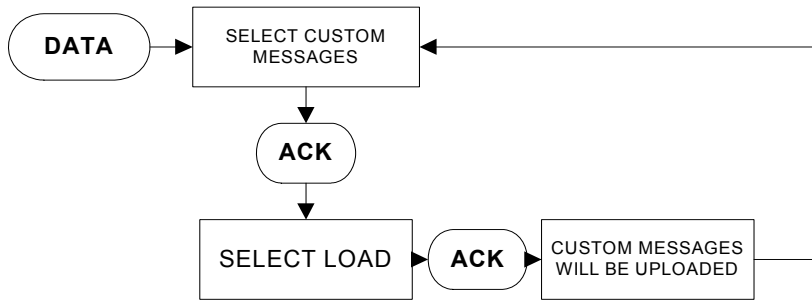 DATA
SELECT CUSTOM
MESSAGES
ACK
SELECT LOAD
ACK
CUSTOM MESSAGES
WILL BE UPLOADED